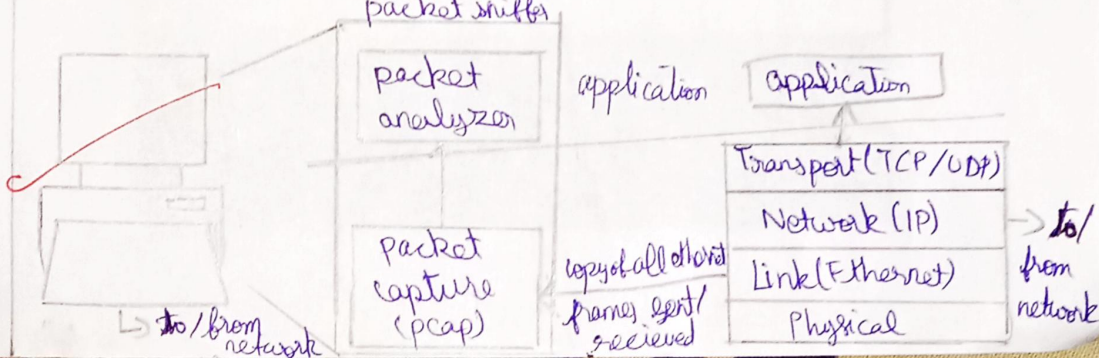 packet sniffer
packet
analyzer
application
application
Transport(TCP/UDP)
Network (IP)
Link(Ethernet)
Physical
to/
from
network
packet
capture
(pcap)
copy of all ethernet
frames sent/
recieved
to/from
network